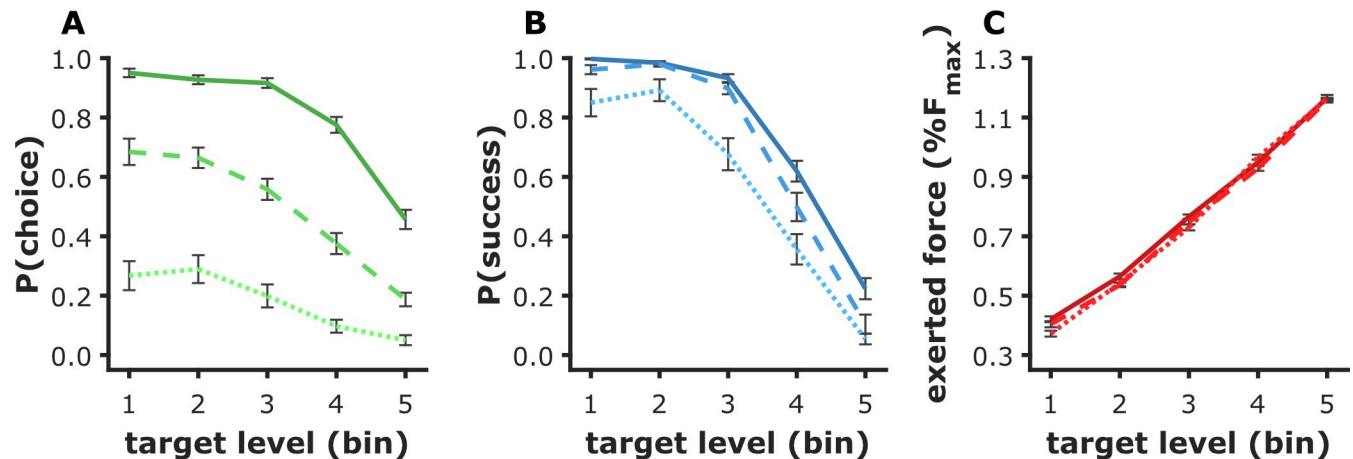 A
P(choice)
1.0
0.8
0.6
0.4
0.2
0.0
1 2 3 4 5
target level (bin)
B
P(success)
1.0
0.8
0.6
0.4
0.2
0.0
1 2 3 4 5
target level (bin)
C
exerted force (%Fmax)
1.3
1.1
0.9
0.7
0.5
0.3
1 2 3 4 5
target level (bin)